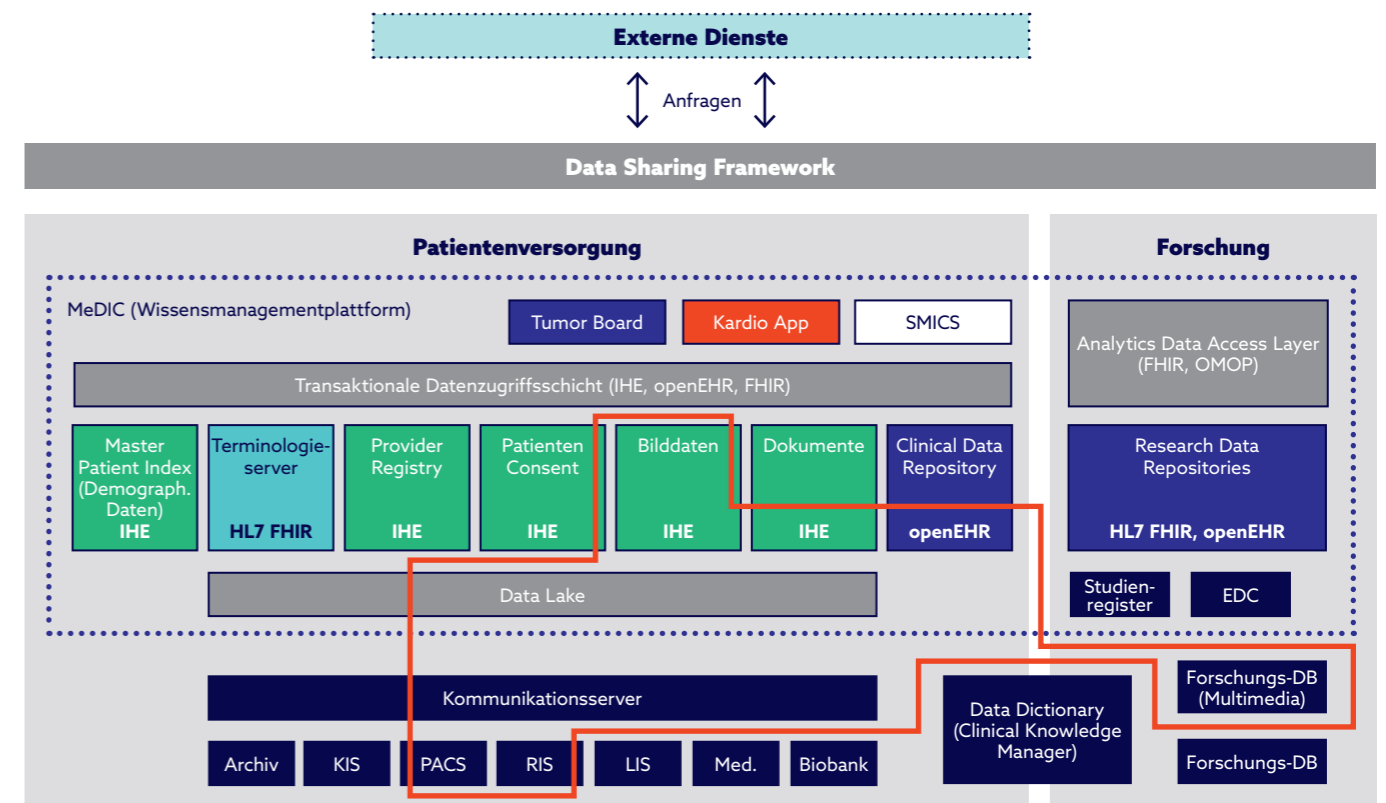 Externe Dienste
Anfragen
Data Sharing Framework
Patientenversorgung
Forschung
MeDIC (Wissensmanagementplattform)
Tumor Board
Kardio App
SMICS
Analytics Data Access Layer
(FHIR, OMOP)
Transaktionale Datenzugriffsschicht (IHE, openEHR, FHIR)
Master
Patient Index
(Demograph.
Daten)
IHE
Terminologie-
server
HL7 FHIR
Provider
Registry
IHE
Patienten
Consent
IHE
Bilddaten
IHE
Dokumente
IHE
Clinical Data
Repository
openEHR
Research Data
Repositories
HL7 FHIR, openEHR
Data Lake
Studien-
register
EDC
Kommunikationsserver
Data Dictionary
(Clinical Knowledge
Manager)
Forschungs-DB
(Multimedia)
Archiv
KIS
PACS
RIS
LIS
Med.
Biobank
Forschungs-DB